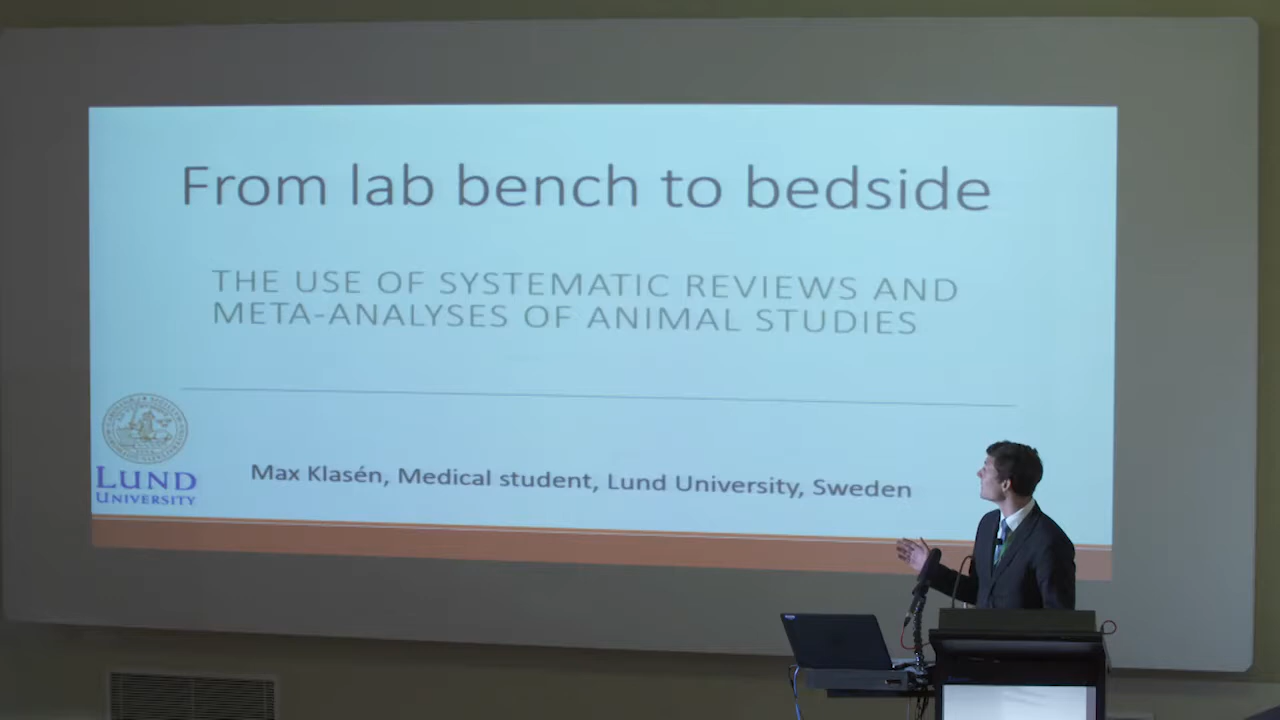 From lab bench to bedside
THE USE OF SYSTEMATIC REVIEWS AND
META-ANALYSES OF ANIMAL STUDIES
LUND
UNIVERSITY
Max Klasén, Medical student, Lund University, Sweden